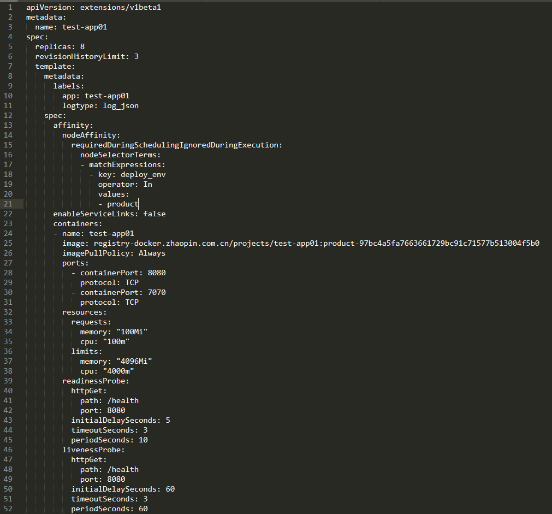 1 apiVersion: extensions/v1beta1
2 metadata:
3 name: test-app01
4 spec:
5 replicas: 8
6 revisionHistoryLimit: 3
7 template:
8 metadata:
9 labels:
10 app: test-app01
11 logtype: log_json
12 spec:
13 affinity:
14 nodeAffinity:
15 requiredDuringSchedulingIgnoredDuringExecution:
16 nodeSelectorTerms:
17 - matchExpressions:
18 - key: deploy_env
19 operator: In
20 values:
21 - product
22 enableServiceLinks: false
23 containers:
24 - name: test-app01
25 image: registry-docker.zhaopin.com.cn/projects/test-app01:product-97bc4a5fa7663661729bc91c71577b513004f5b0
26 imagePullPolicy: Always
27 ports:
28 - containerPort: 8080
29 protocol: TCP
30 - containerPort: 7070
31 protocol: TCP
32 resources:
33 requests:
34 memory: "100Mi"
35 cpu: "100m"
36 limits:
37 memory: "4096Mi"
38 cpu: "4000m"
39 readinessProbe:
40 httpGet:
41 path: /health
42 port: 8080
43 initialDelaySeconds: 5
44 timeoutSeconds: 3
45 periodSeconds: 10
46 livenessProbe:
47 httpGet:
48 path: /health
49 port: 8080
50 initialDelaySeconds: 60
51 timeoutSeconds: 3
52 periodSeconds: 60